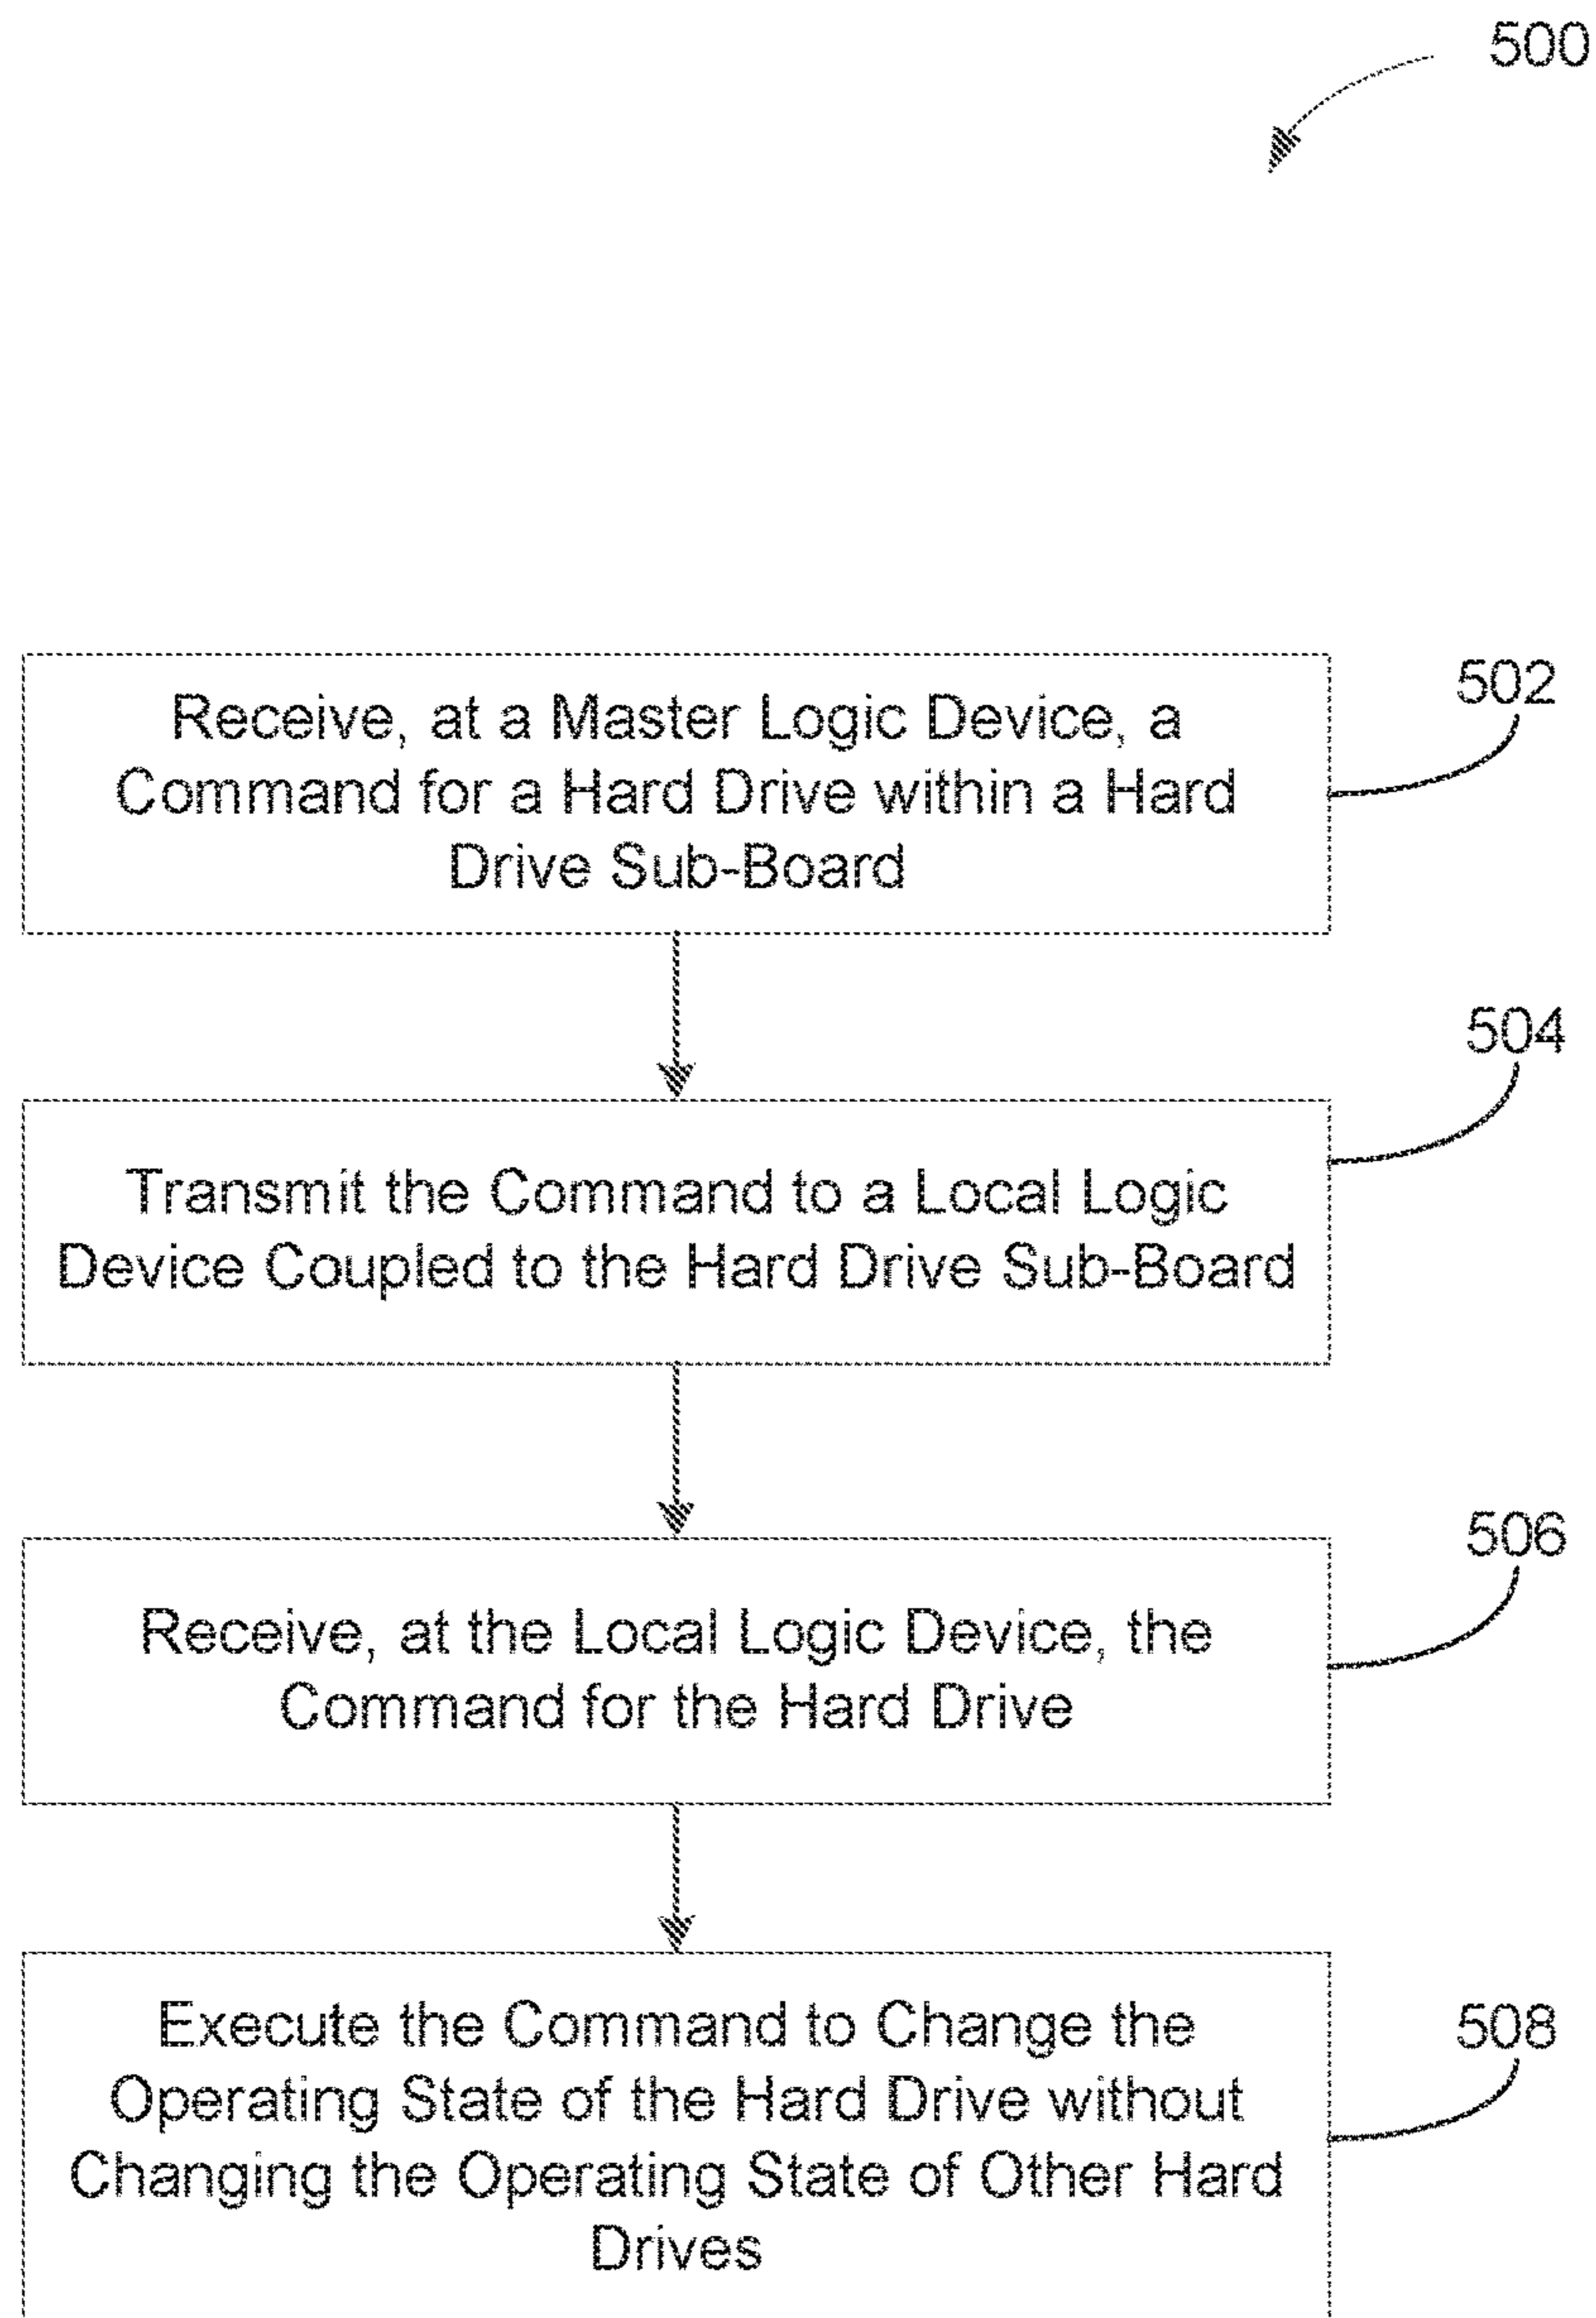 500
Receive, at a Master Logic Device, a
Command for a Hard Drive within a Hard
Drive Sub-Board
502
Transmit the Command to a Local Logic
Device Coupled to the Hard Drive Sub-Board
504
Receive, at the Local Logic Device, the
Command for the Hard Drive
506
Execute the Command to Change the
Operating State of the Hard Drive without
Changing the Operating State of Other Hard
Drives
508